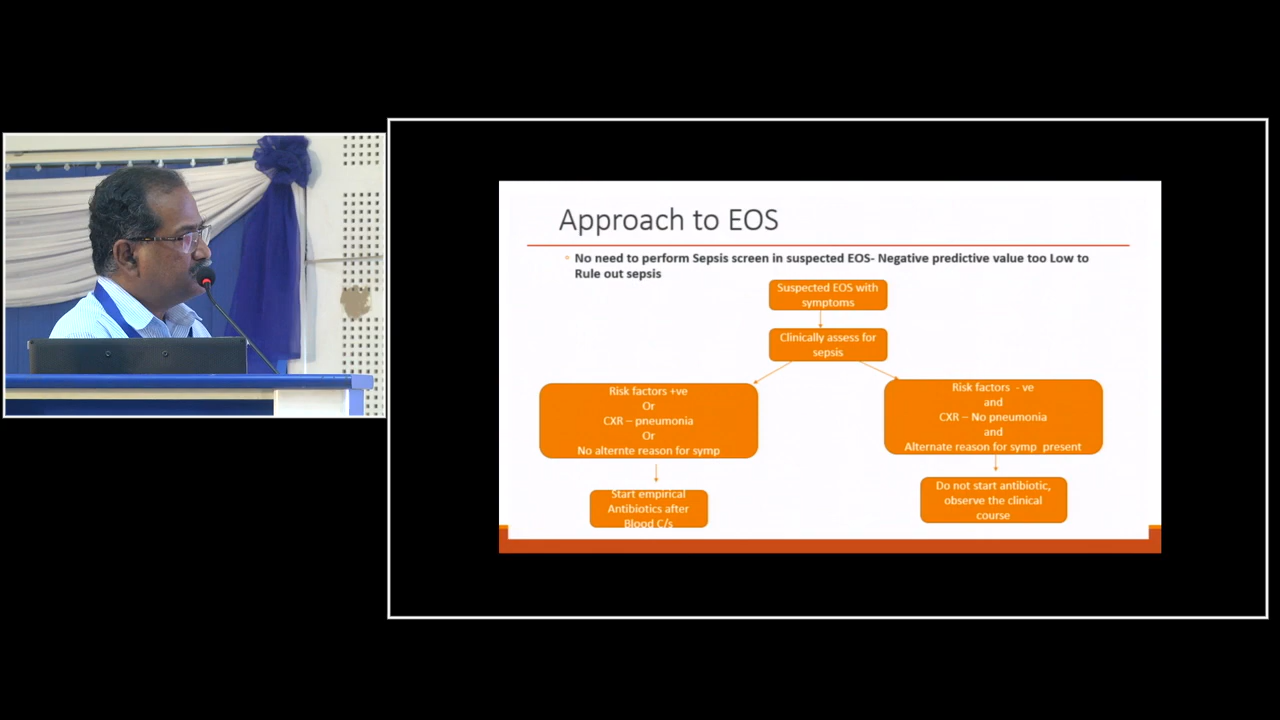 Approach to EOS
No need to perform Sepsis screen in suspected EOS- Negative predictive value too Low to
Rule out sepsis
Suspected EOS with
symptoms
Clinically assess for
sepsis
Risk factors +ve
Or
CXR – pneumonia
Or
No alternte reason for symp
Start empirical
Antibiotics after
Blood C/s
Risk factors - ve
and
CXR – No pneumonia
and
Alternate reason for symp present
Do not start antibiotic,
observe the clinical
course